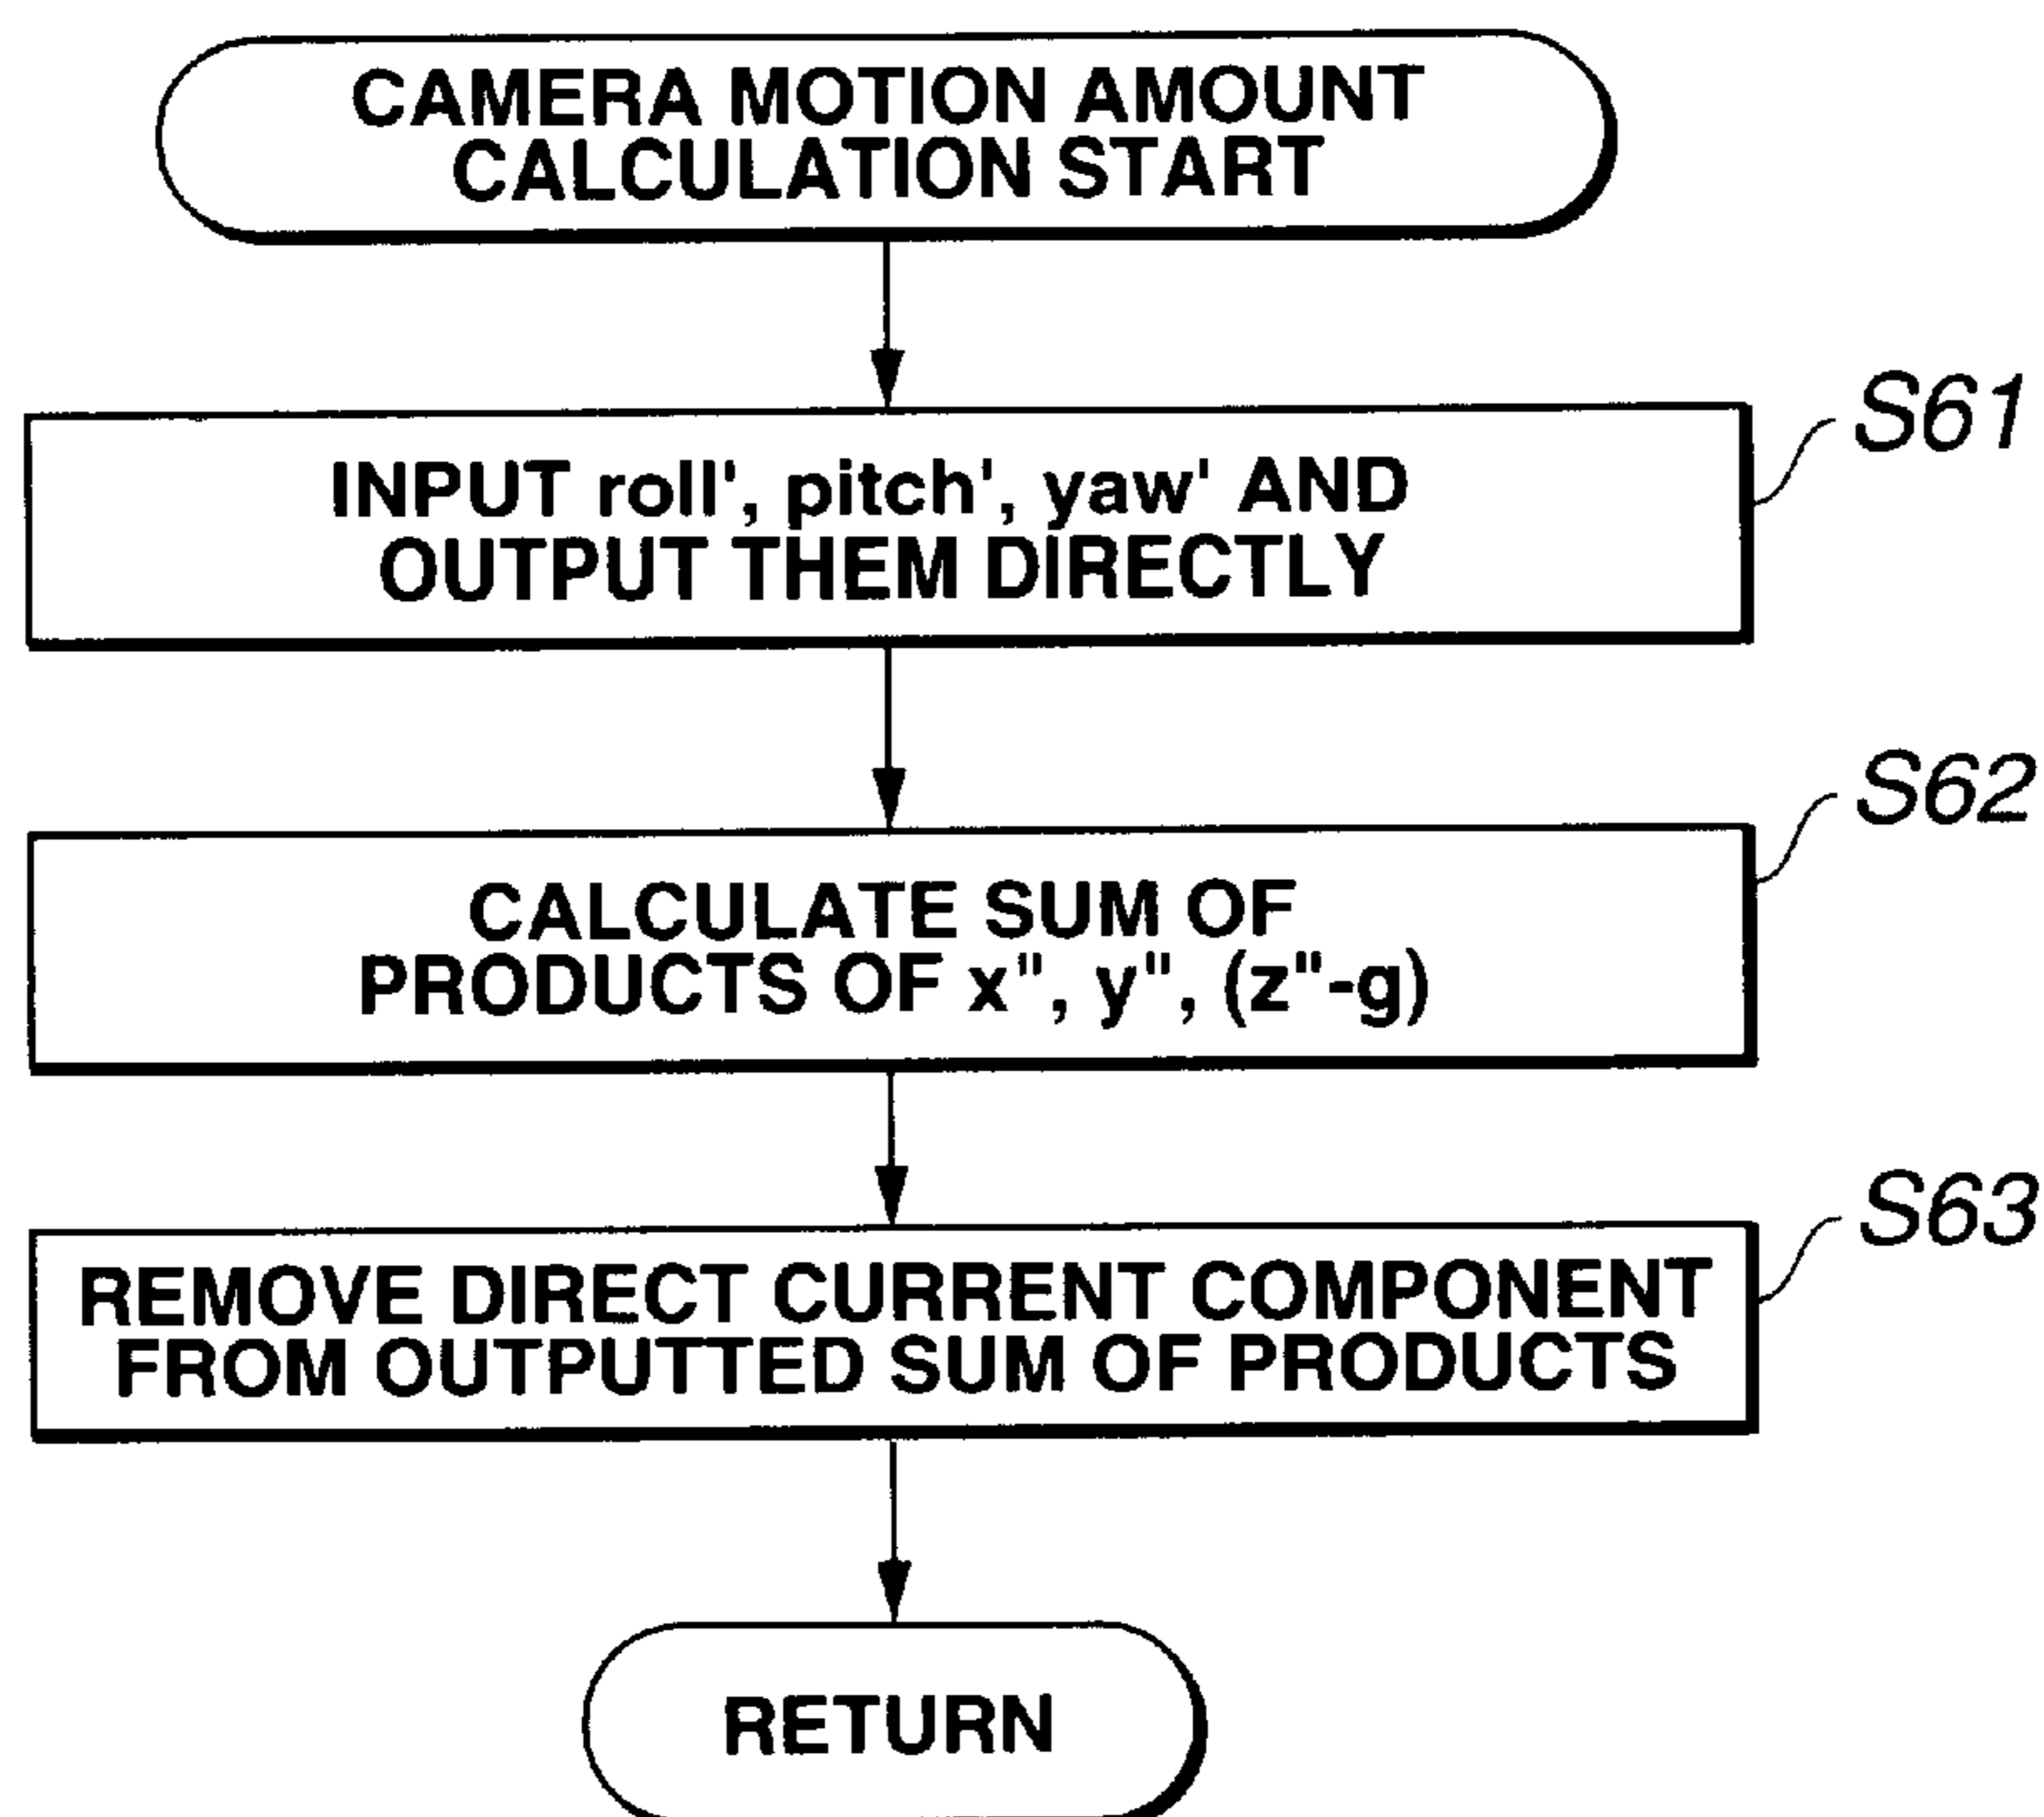 CAMERA MOTION AMOUNT
CALCULATION START
S61
INPUT roll', pitch', yaw' AND
OUTPUT THEM DIRECTLY
S62
CALCULATE SUM OF
PRODUCTS OF x", y", (z"-g)
S63
REMOVE DIRECT CURRENT COMPONENT
FROM OUTPUTTED SUM OF PRODUCTS
RETURN